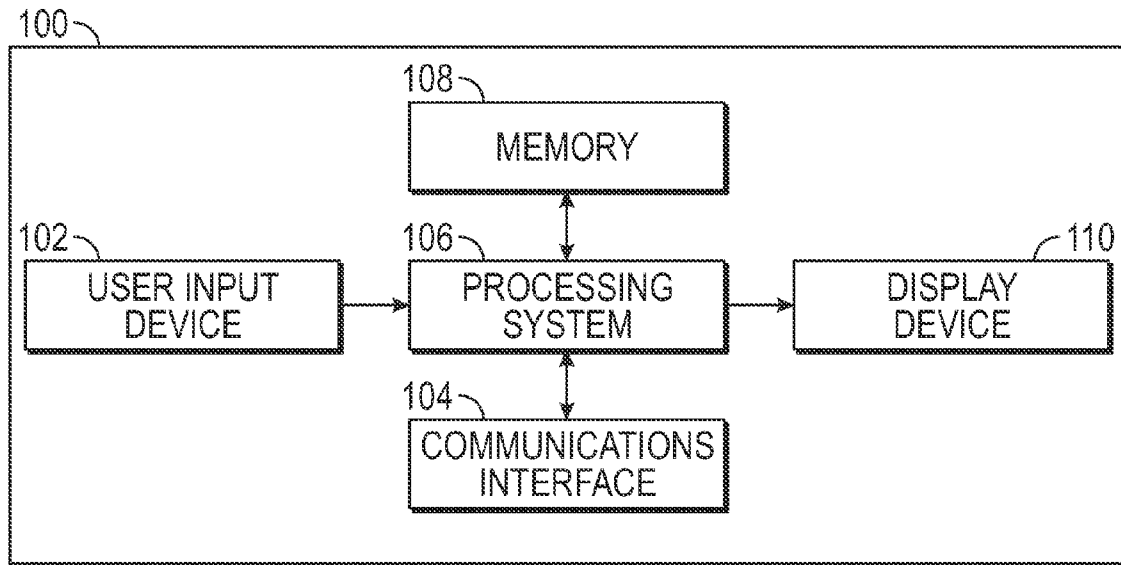 100
108
MEMORY
102
USER INPUT
DEVICE
106
PROCESSING
SYSTEM
110
DISPLAY
DEVICE
104
COMMUNICATIONS
INTERFACE